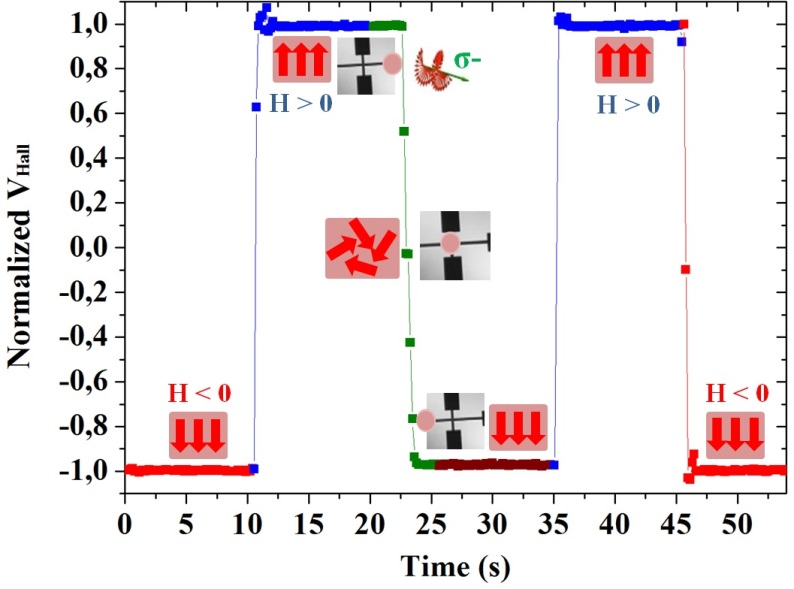 Normalized V_Hall
1,0
0,8
0,6
0,4
0,2
0,0
-0,2
-0,4
-0,6
-0,8
-1,0
σ-
H > 0
H > 0
H < 0
H < 0
0 5 10 15 20 25 30 35 40 45 50
Time (s)